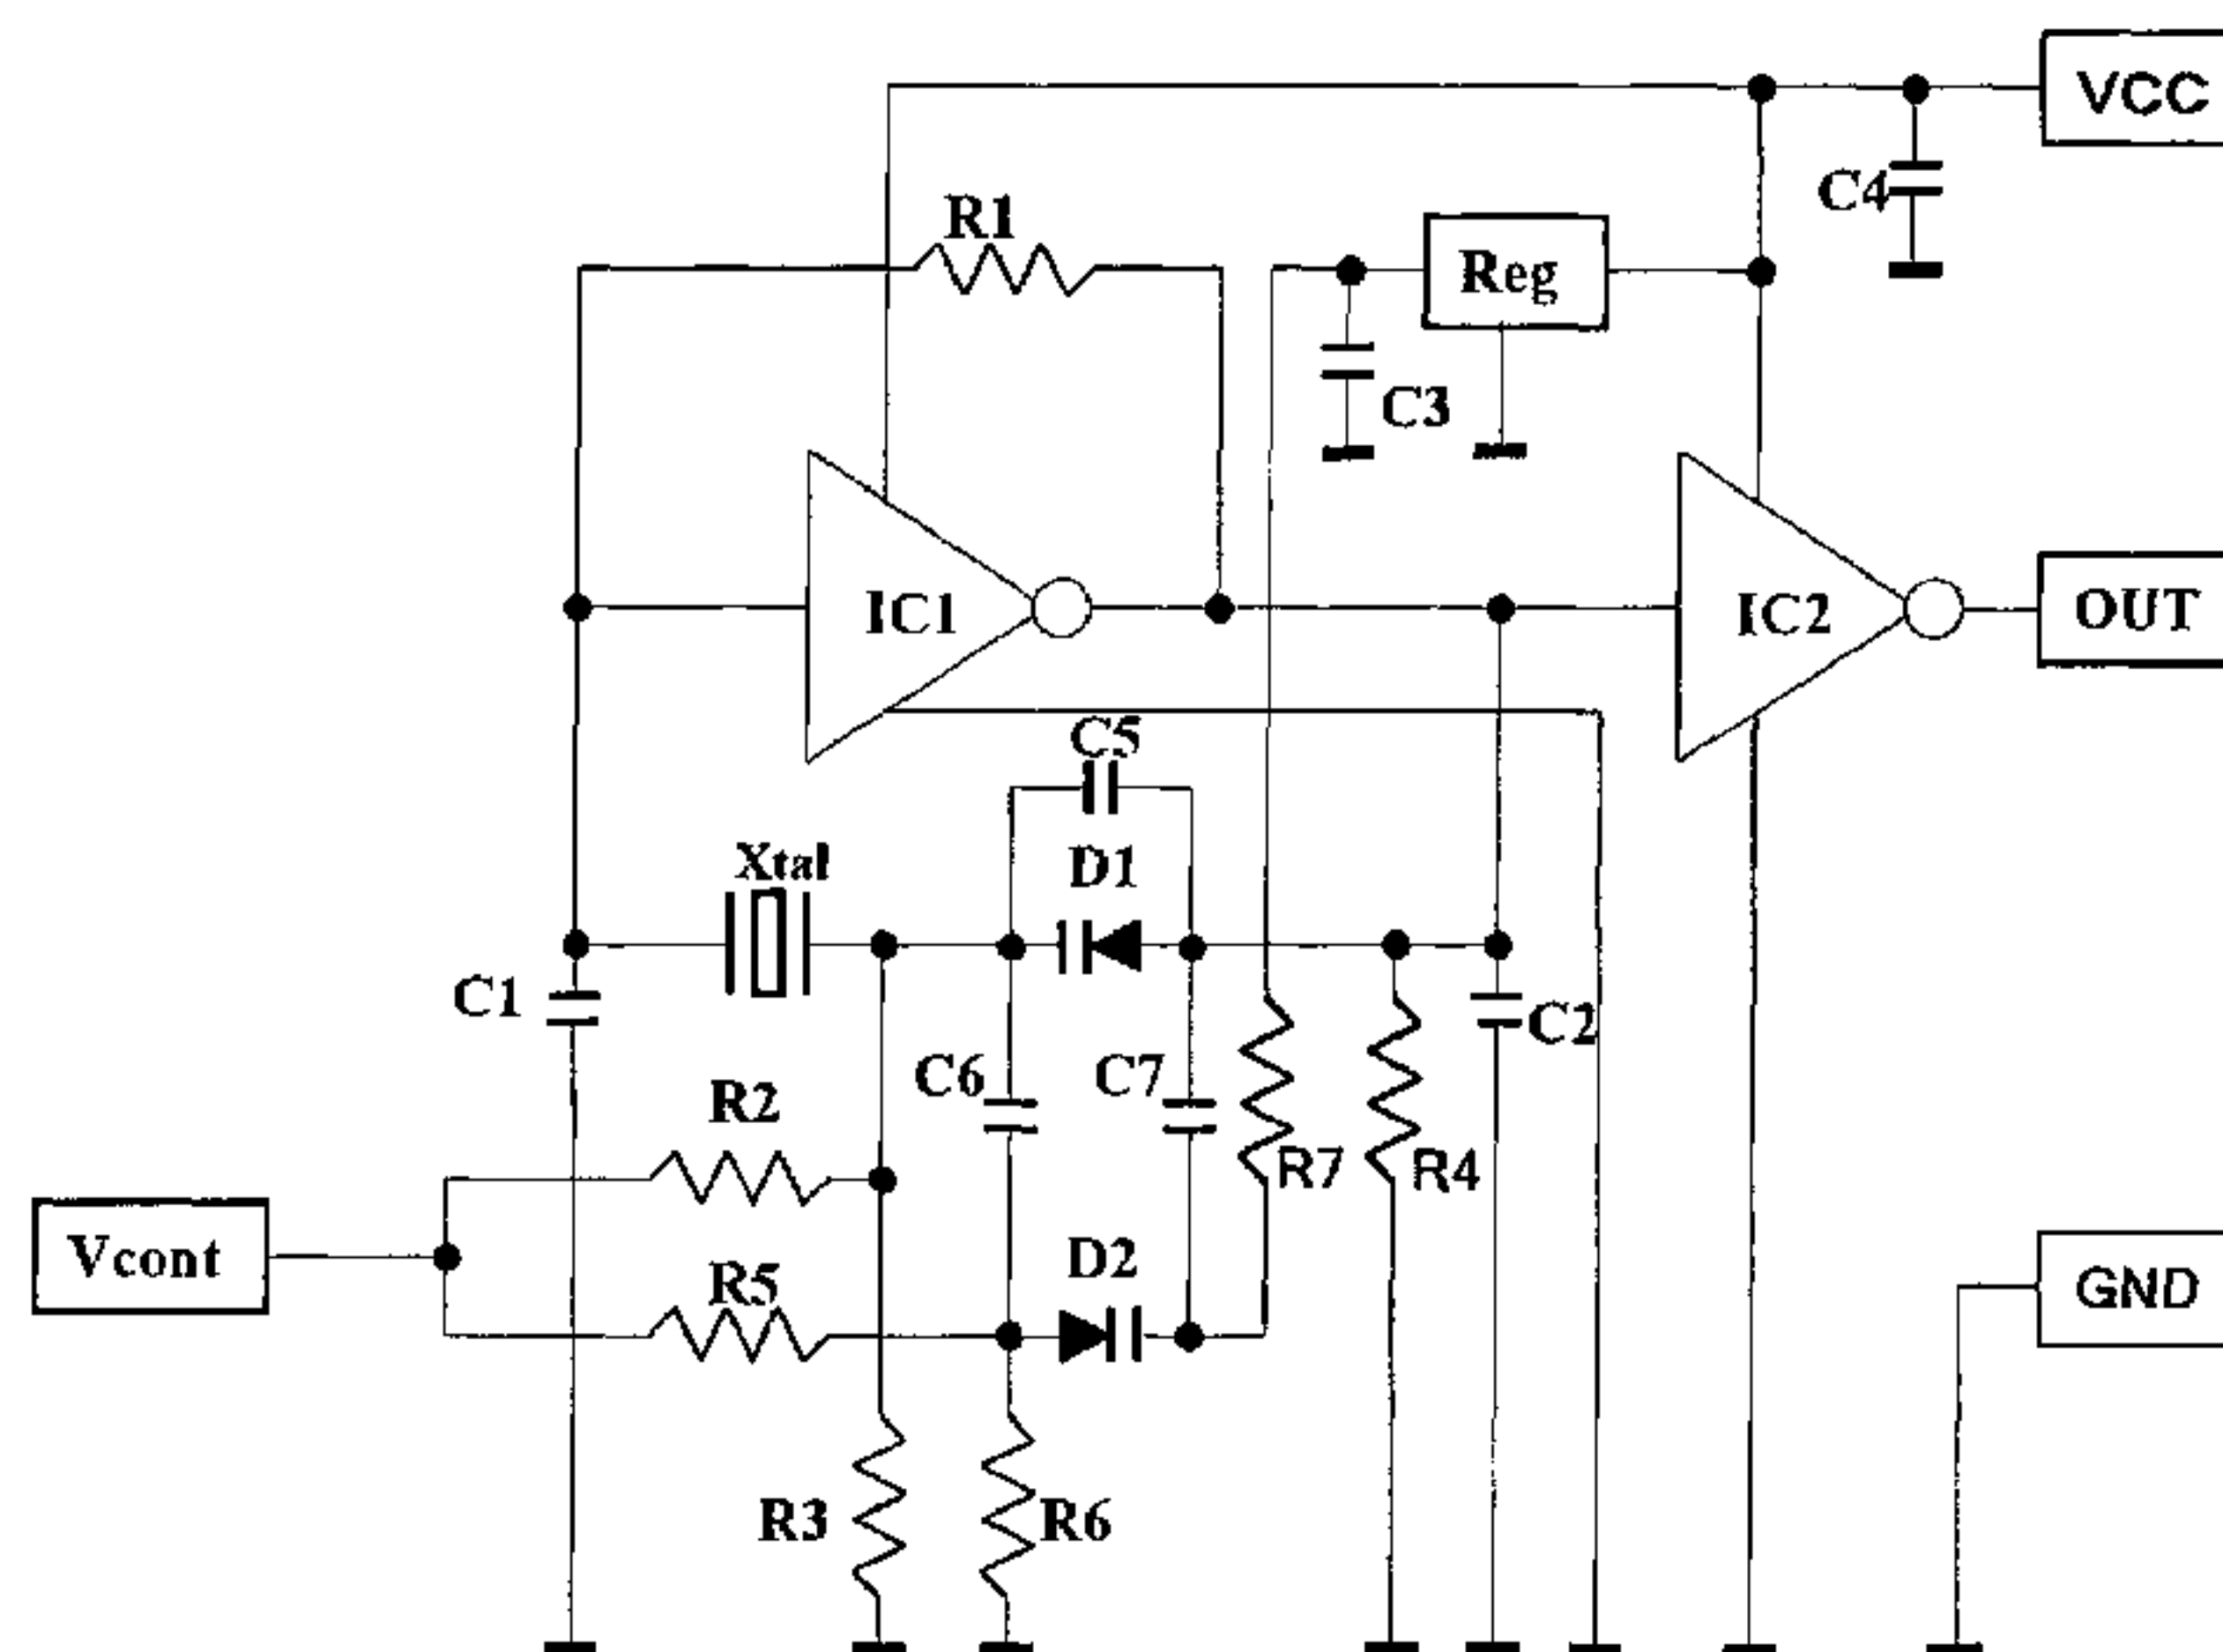 VCC
C4
R1
Reg
C3
IC1
IC2
OUT
C5
Xtal
D1
C1
C2
C6
C7
R2
R7
R4
Vcont
R5
D2
GND
R3
R6